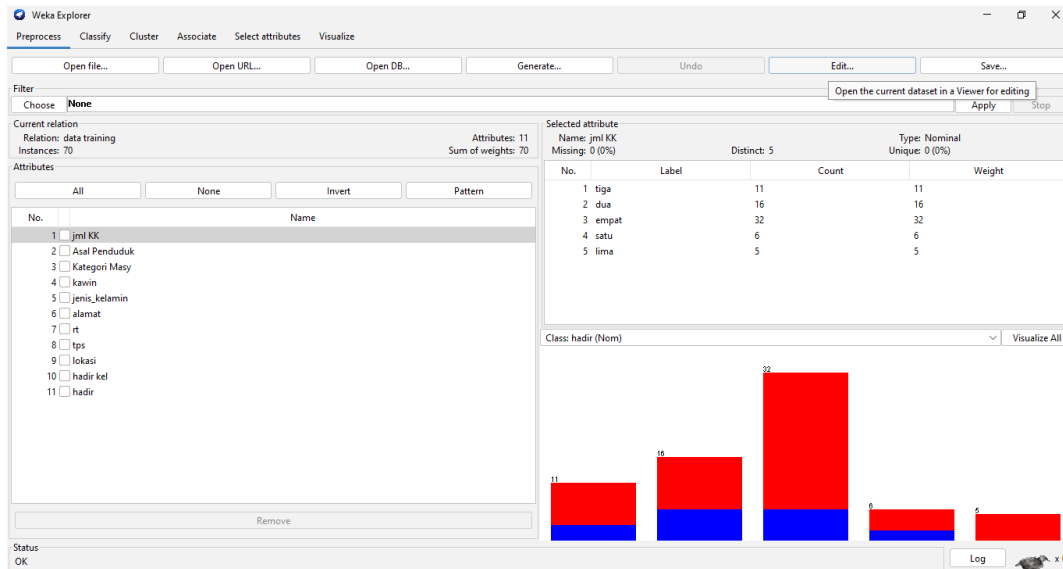 Weka Explorer
Preprocess Classify Cluster Associate Select attributes Visualize
Open file... Open URL... Open DB... Generate... Undo Edit... Save...
Open the current dataset in a Viewer for editing
Filter
Choose None Apply Stop
Current relation
Relation: data training Attributes: 11
Instances: 70 Sum of weights: 70
Attributes
All None Invert Pattern
No. Name
1 jml KK
2 Asal Penduduk
3 Kategori Masy
4 kawin
5 jenis_kelamin
6 alamat
7 rt
8 tps
9 lokasi
10 hadir kel
11 hadir
Remove
Selected attribute
Name: jml KK Type: Nominal
Missing: 0 (0%) Distinct: 5 Unique: 0 (0%)
No. Label Count Weight
1 tiga 11 11
2 dua 16 16
3 empat 32 32
4 satu 6 6
5 lima 5 5
Class: hadir (Nom) Visualize All
11 16 32 6 5
Status
OK Log x